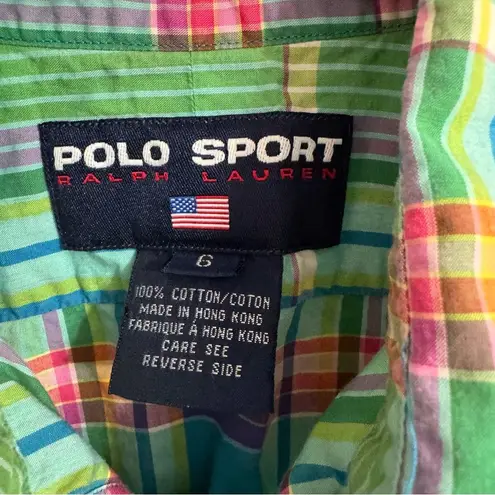 POLO SPORT
RALPH LAUREN
6
100% COTTON/COTON
MADE IN HONG KONG
FABRIQUE À HONG KONG
CARE SEE
REVERSE SIDE